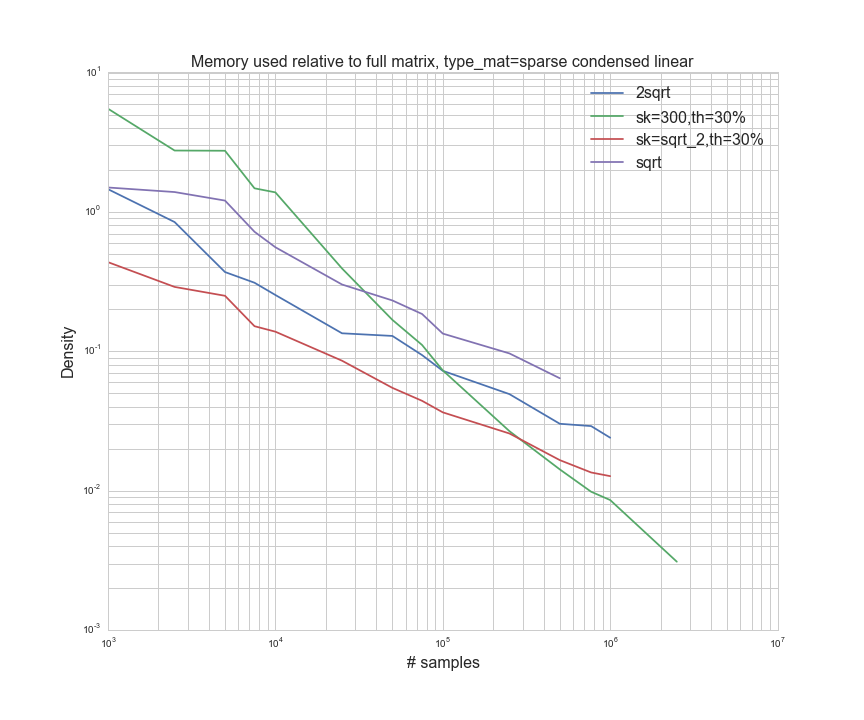 Memory used relative to full matrix, type_mat=sparse condensed linear
10^1
2sqrt
sk=300,th=30%
sk=sqrt_2,th=30%
sqrt
10^0
Density
10^-1
10^-2
10^-3
10^3
10^4
10^5
10^6
10^7
# samples